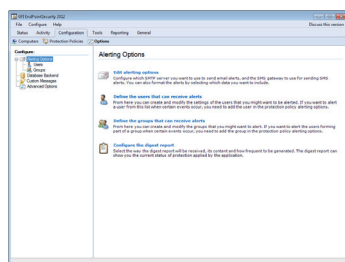 GFI EndPointSecurity 2012
File Configure Help
Discuss this version
Status Activity Configuration Tools Reporting General
Computers Protection Policies Options
Configure:
Alerting Options
Users
Groups
Database Backend
Custom Messages
Advanced Options
Alerting Options
Edit alerting options
Configure which SMTP server you want to use to send email alerts, and the SMS gateway to use for sending SMS
alerts. You can also format the alerts by selecting which data you want to include.
Define the users that can receive alerts
From here you can create and modify the settings of the users that you might want to be alerted. If you want to alert
a user from this list when certain events occur, you need to add the user in the protection policy alerting options.
Define the groups that can receive alerts
From here you can create and modify the groups that you might want to alert. If you want to alert the users forming
part of a group when certain events occur, you need to add the group in the protection policy alerting options.
Configure the digest report
Select the way the digest report will be received, its content and how frequent to be generated. The digest report can
show you the current status of protection applied by the application.